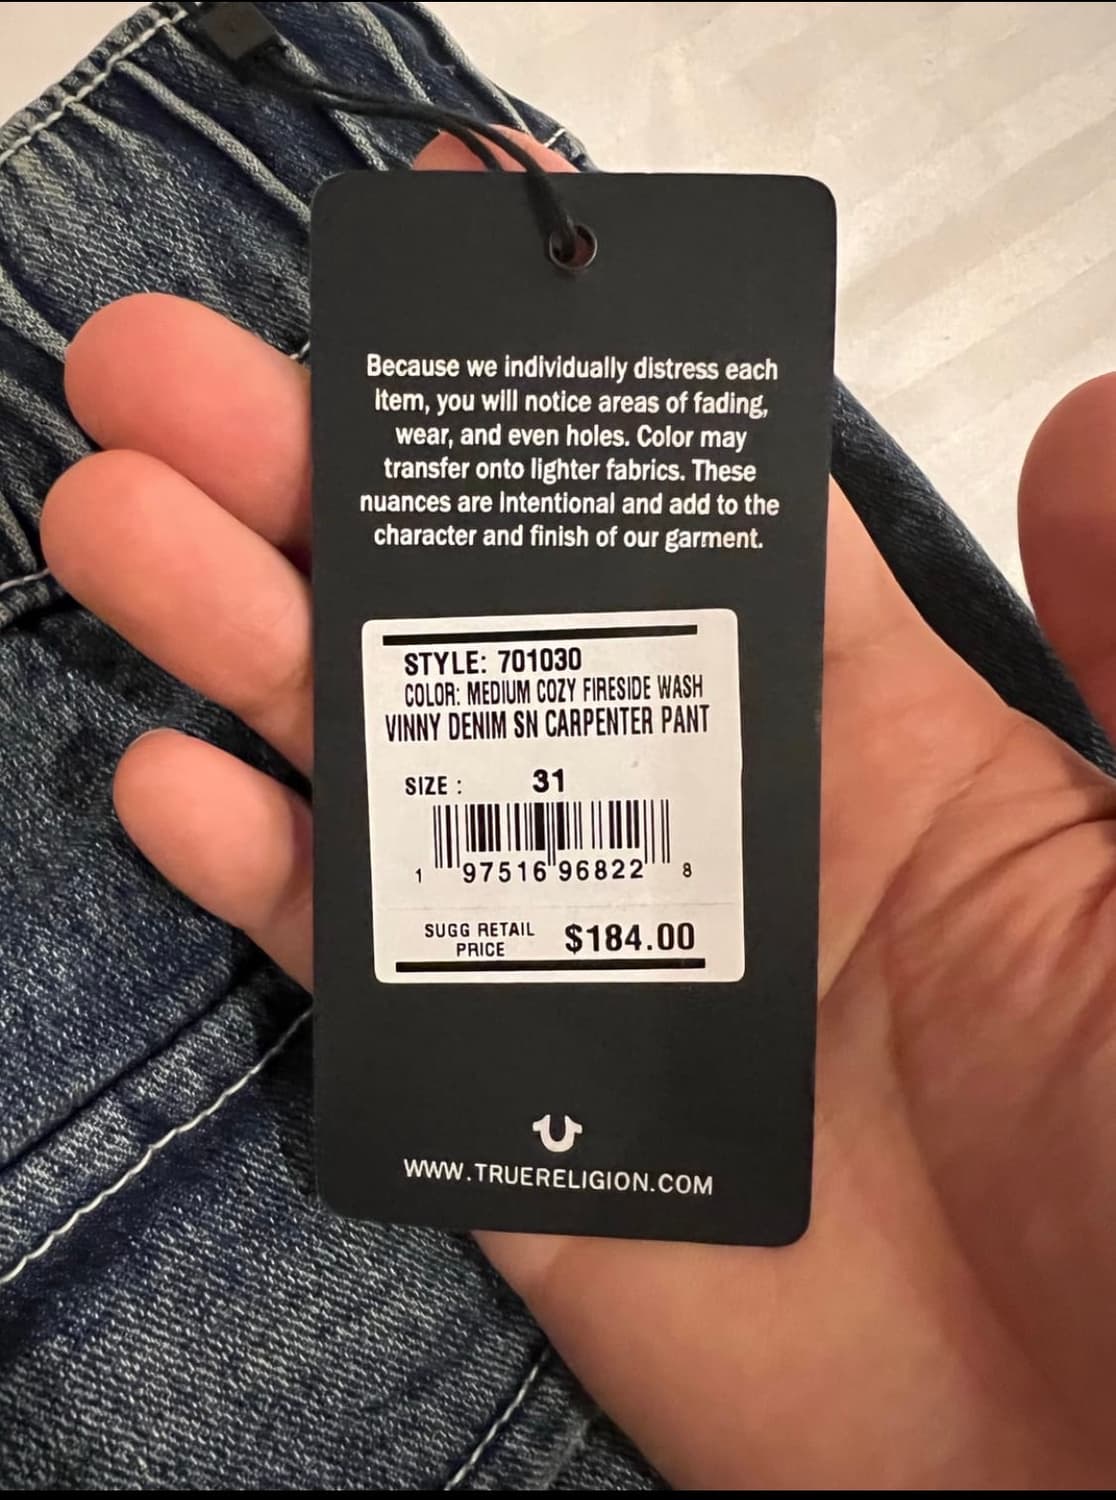 Because we individually distress each
item, you will notice areas of fading,
wear, and even holes. Color may
transfer onto lighter fabrics. These
nuances are intentional and add to the
character and finish of our garment.
STYLE: 701030
COLOR: MEDIUM COZY FIRESIDE WASH
VINNY DENIM SN CARPENTER PANT
SIZE : 31
1 97516 96822 8
SUGG RETAIL PRICE $184.00
WWW.TRUERELIGION.COM